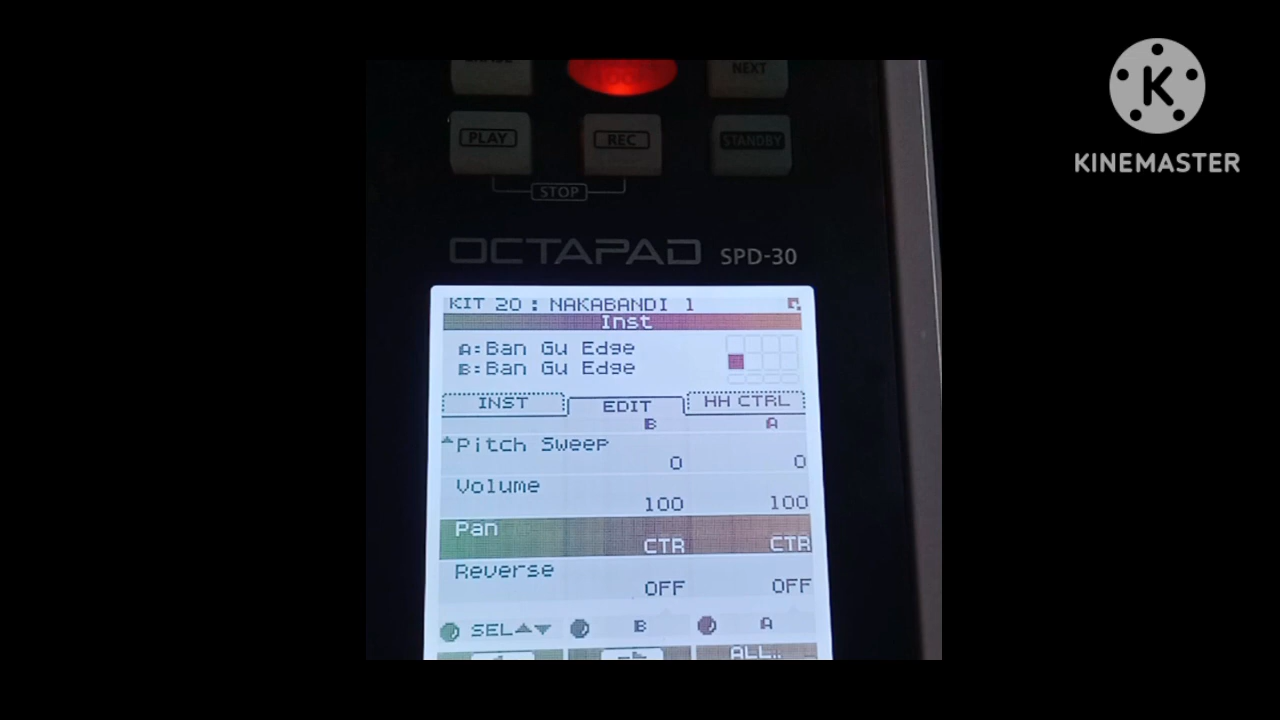 NEXT
PLAY
REC
STANDBY
STOP
OCTAPAD SPD-30
KINEMASTER
KIT 20 : NAKABANDI 1
Inst
A:Ban Gu Edge
B:Ban Gu Edge
INST EDIT HH CTRL
B A
Pitch Sweep
0 0
Volume
100 100
Pan
CTR CTR
Reverse
OFF OFF
SEL B A
ALL